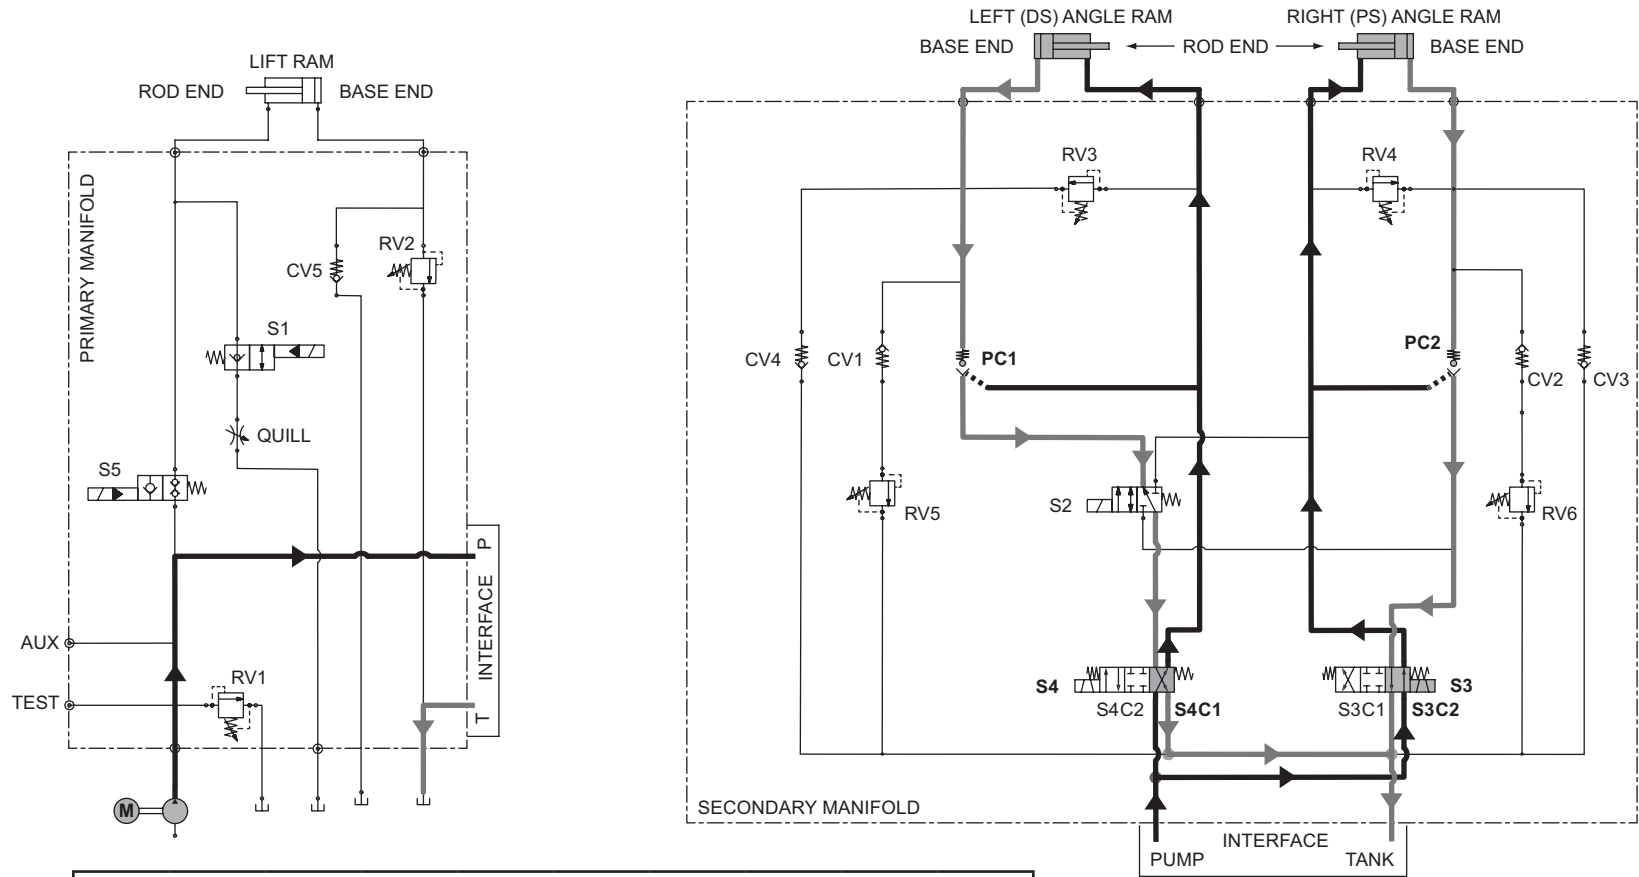 LEFT (DS) ANGLE RAM
RIGHT (PS) ANGLE RAM
BASE END
ROD END
BASE END
LIFT RAM
ROD END
BASE END
PRIMARY MANIFOLD
RV3
RV4
RV2
CV5
S1
CV4
CV1
PC1
PC2
CV2
CV3
QUILL
S5
S2
RV5
RV6
P
INTERFACE
T
AUX
TEST
RV1
S4
S4C2
S4C1
S3C1
S3C2
S3
M
SECONDARY MANIFOLD
INTERFACE
PUMP
TANK